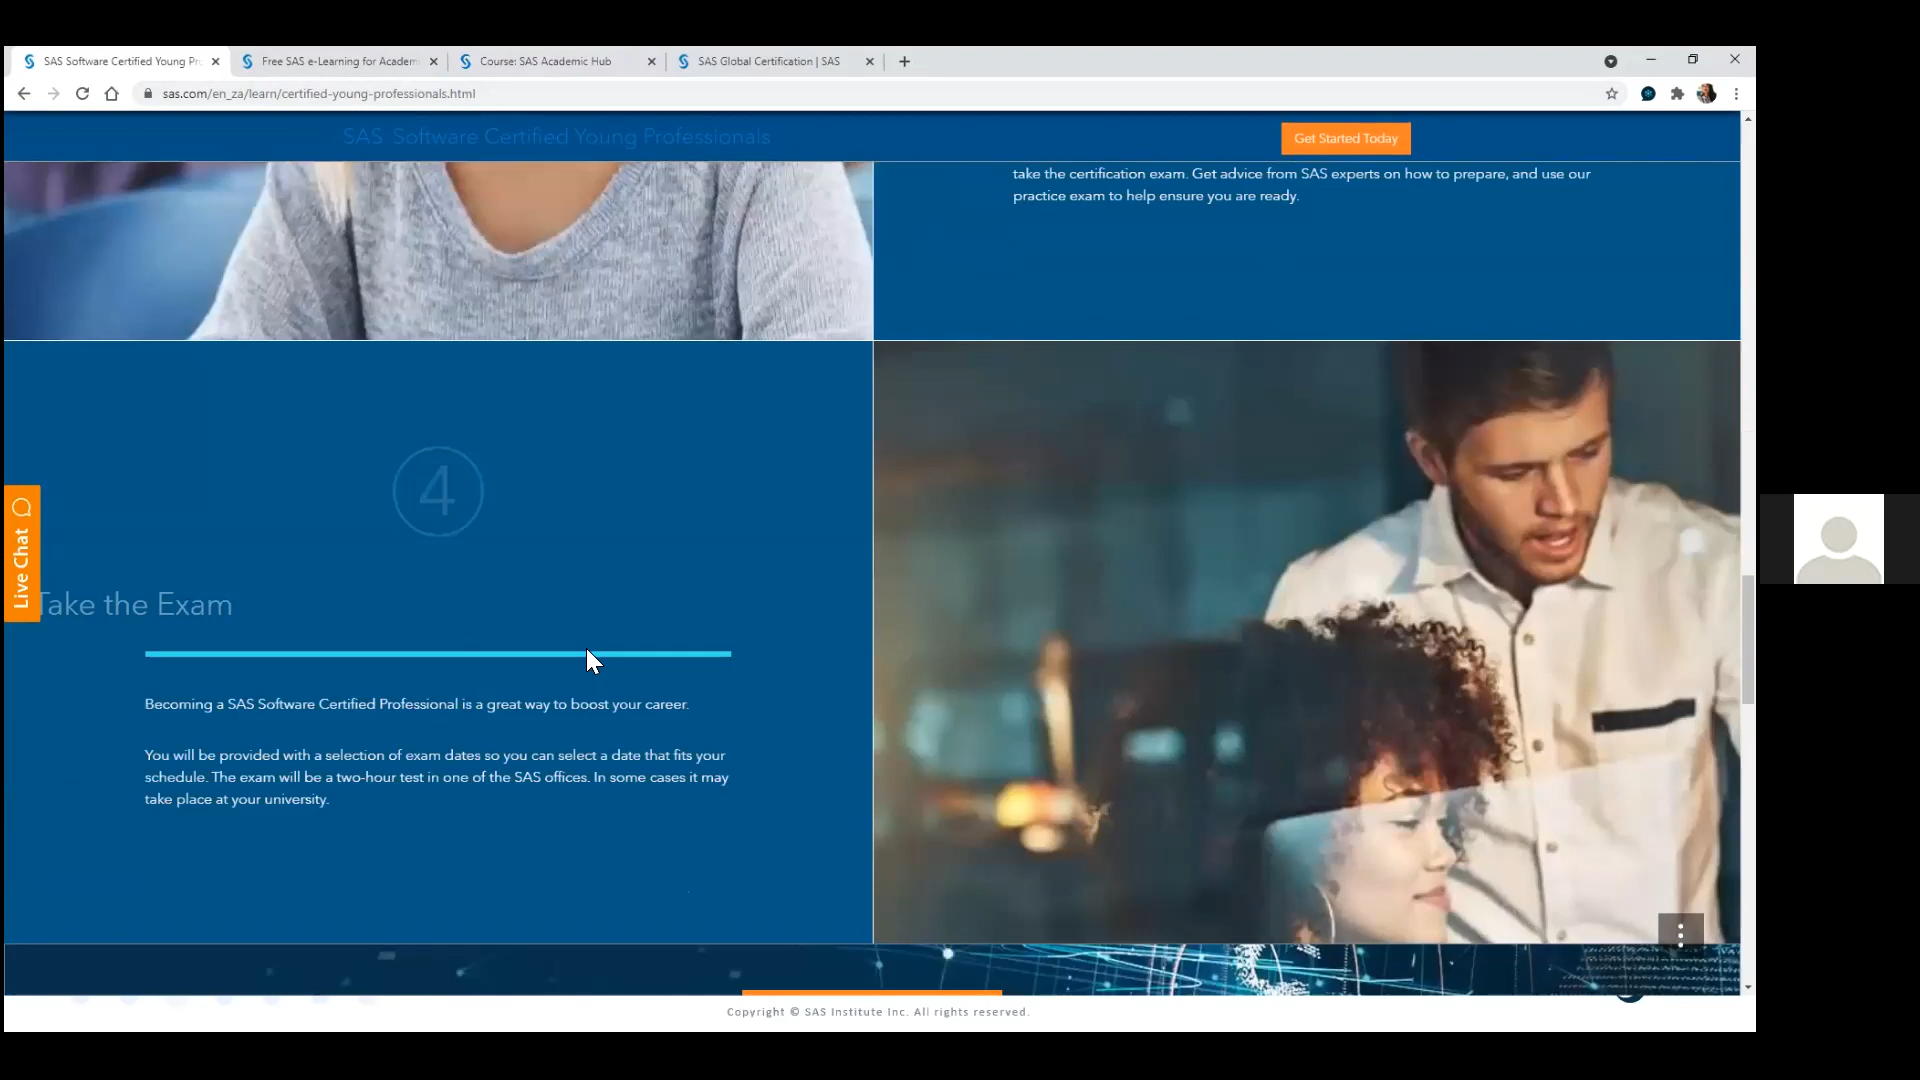 SAS Software Certified Young Pr
Free SAS e-Learning for Academ
Course: SAS Academic Hub
SAS Global Certification | SAS
sas.com/en_za/learn/certified-young-professionals.html
SAS Software Certified Young Professionals
Get Started Today
take the certification exam. Get advice from SAS experts on how to prepare, and use our
practice exam to help ensure you are ready.
4
Live Chat
Take the Exam
Becoming a SAS Software Certified Professional is a great way to boost your career.
You will be provided with a selection of exam dates so you can select a date that fits your
schedule. The exam will be a two-hour test in one of the SAS offices. In some cases it may
take place at your university.
Copyright © SAS Institute Inc. All rights reserved.